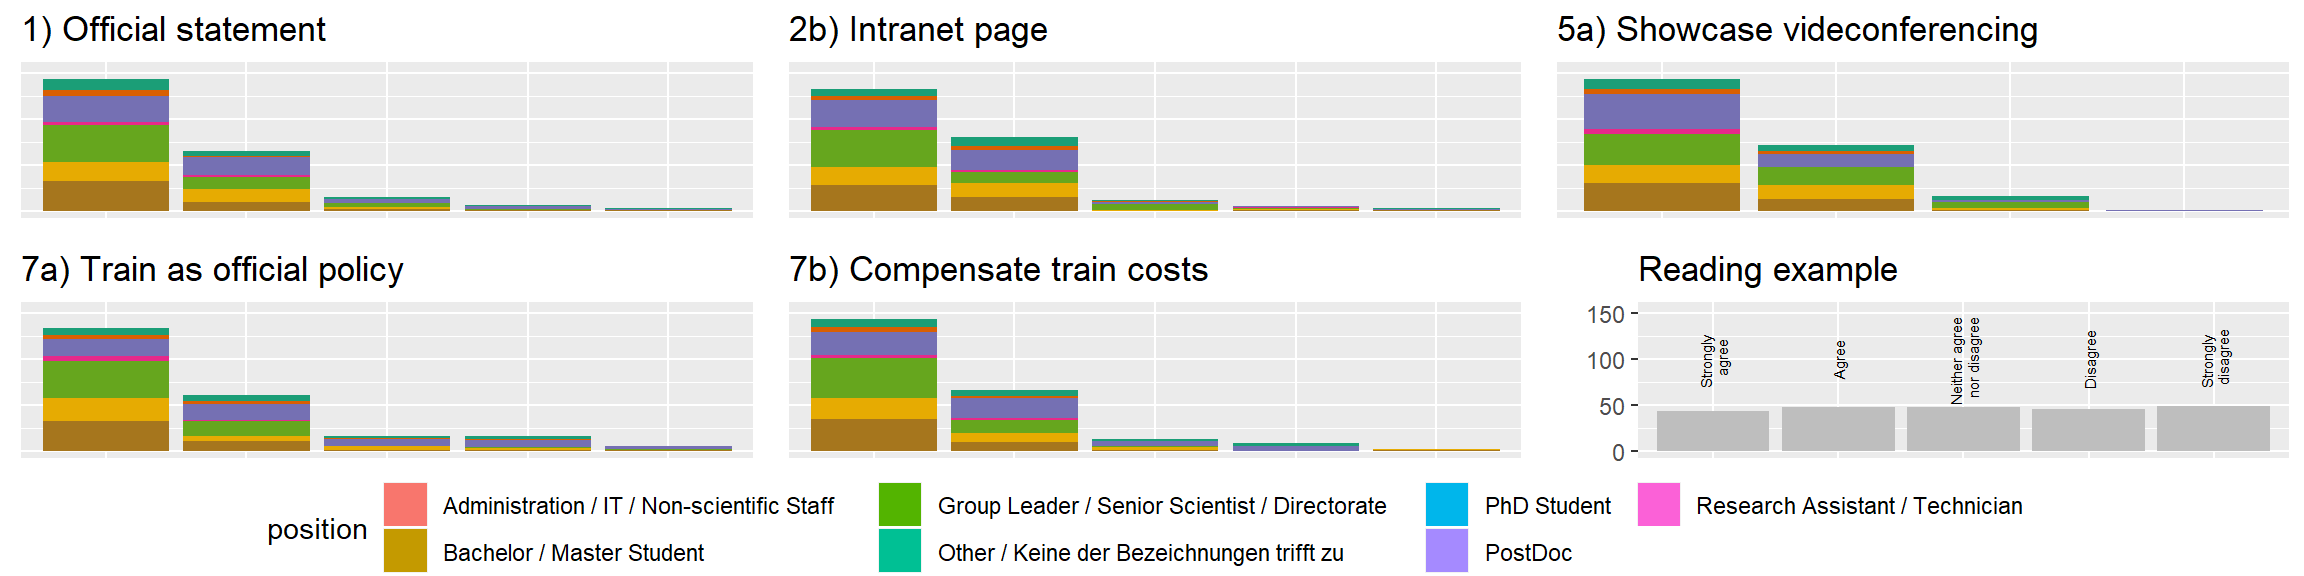 1) Official statement
2b) Intranet page
5a) Showcase videconferencing
7a) Train as official policy
7b) Compensate train costs
Reading example
150
100
50
0
Strongly
agree
Agree
Neither agree
nor disagree
Disagree
Strongly
disagree
position
Administration / IT / Non-scientific Staff
Group Leader / Senior Scientist / Directorate
PhD Student
Research Assistant / Technician
Bachelor / Master Student
Other / Keine der Bezeichnungen trifft zu
PostDoc